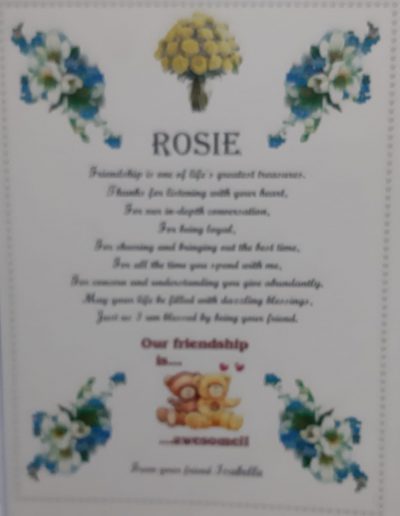 ROSIE
Friendship is one of life's greatest treasures.
Thanks for listening with your heart,
For our in-depth conversation,
For being loyal,
For sharing and bringing out the best time,
For all the time you spend with me,
For concern and understanding you give abundantly.
May your life be filled with dazzling blessings,
Just as I am blessed by being your friend.
Our friendship
is....
....awesome!!
from your friend Isabella